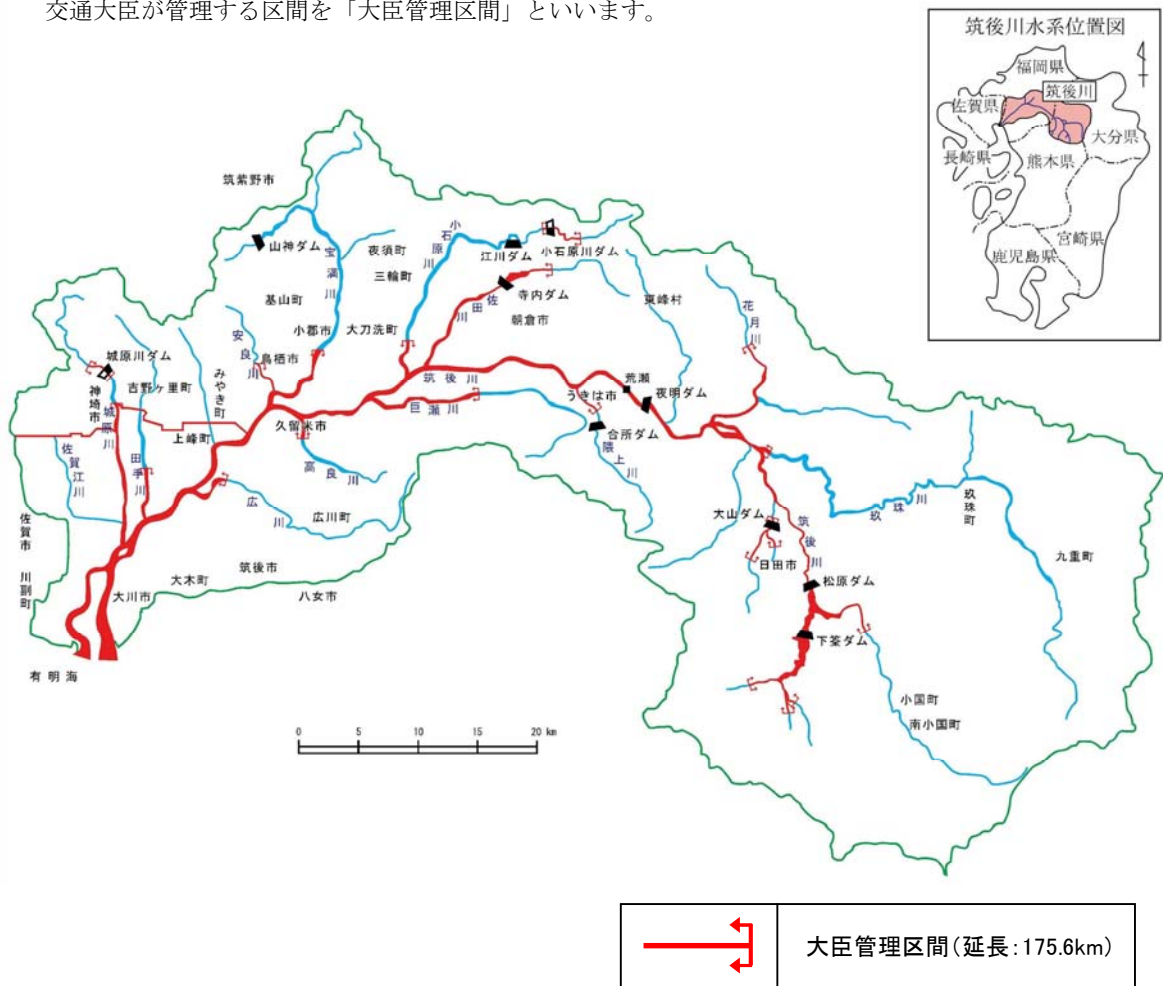 交通大臣が管理する区間を「大臣管理区間」といいます。
筑後川水系位置図
福岡県
筑後川
佐賀県
大分県
長崎県
熊本県
宮崎県
鹿児島県
筑紫野市
山神ダム
宝満川
夜須町
三輪町
小石原川
江川ダム
小石原川ダム
寺内ダム
佐田川
朝倉市
東峰村
花月川
基山町
小郡市
大刀洗町
安良川
鳥栖市
みやき町
城原川ダム
吉野ヶ里町
神埼市
城原川
上峰町
田手川
佐賀江川
久留米市
高良川
筑後川
巨瀬川
うきは市
荒瀬
夜明ダム
合所ダム
隈上川
広川
広川町
大山ダム
筑後川
日田市
松原ダム
下筌ダム
玖珠川
玖珠町
九重町
小国町
南小国町
佐賀市
川副町
大川市
大木町
筑後市
八女市
有明海
0 5 10 15 20 km
大臣管理区間(延長:175.6km)